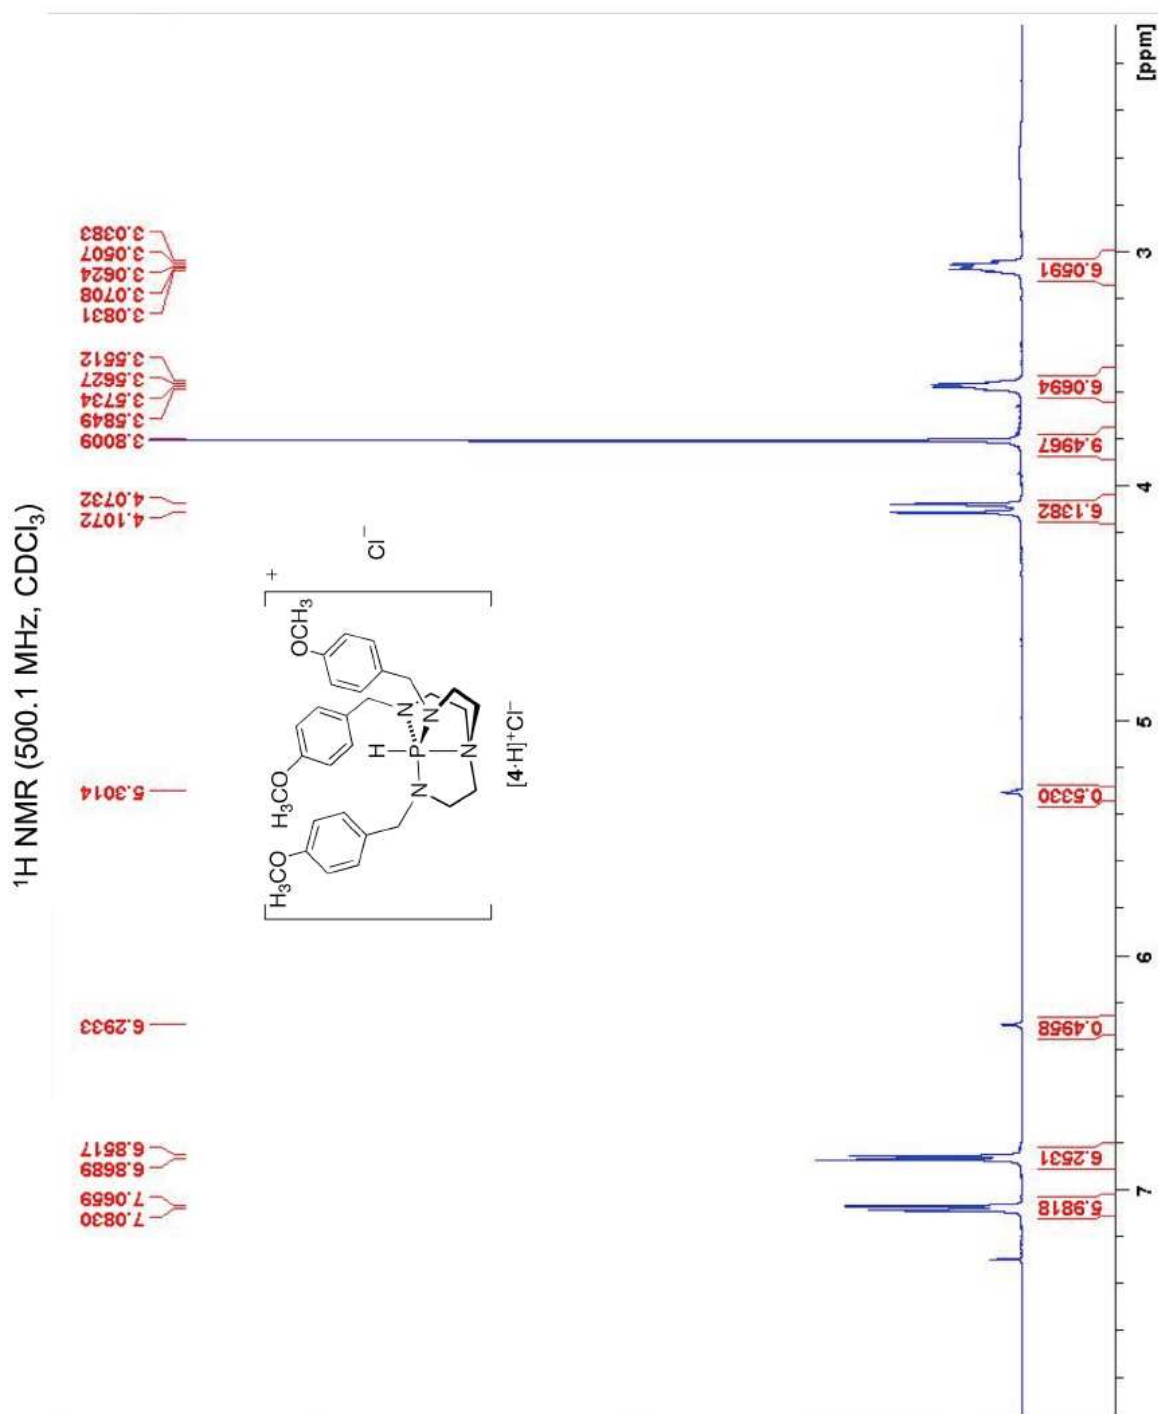 ¹H NMR (500.1 MHz, CDCl₃)
7.0830
7.0659
6.8689
6.8517
6.2933
5.3014
4.1072
4.0732
3.8009
3.5849
3.5734
3.5627
3.5512
3.0831
3.0708
3.0624
3.0507
3.0383
H₃CO
H₃CO
OCH₃
H
N
P
N
N
N
+
Cl⁻
[4·H]⁺Cl⁻
5.9818
6.2531
0.4958
0.5330
6.1382
9.4967
6.0694
6.0591
7
6
5
4
3
[ppm]